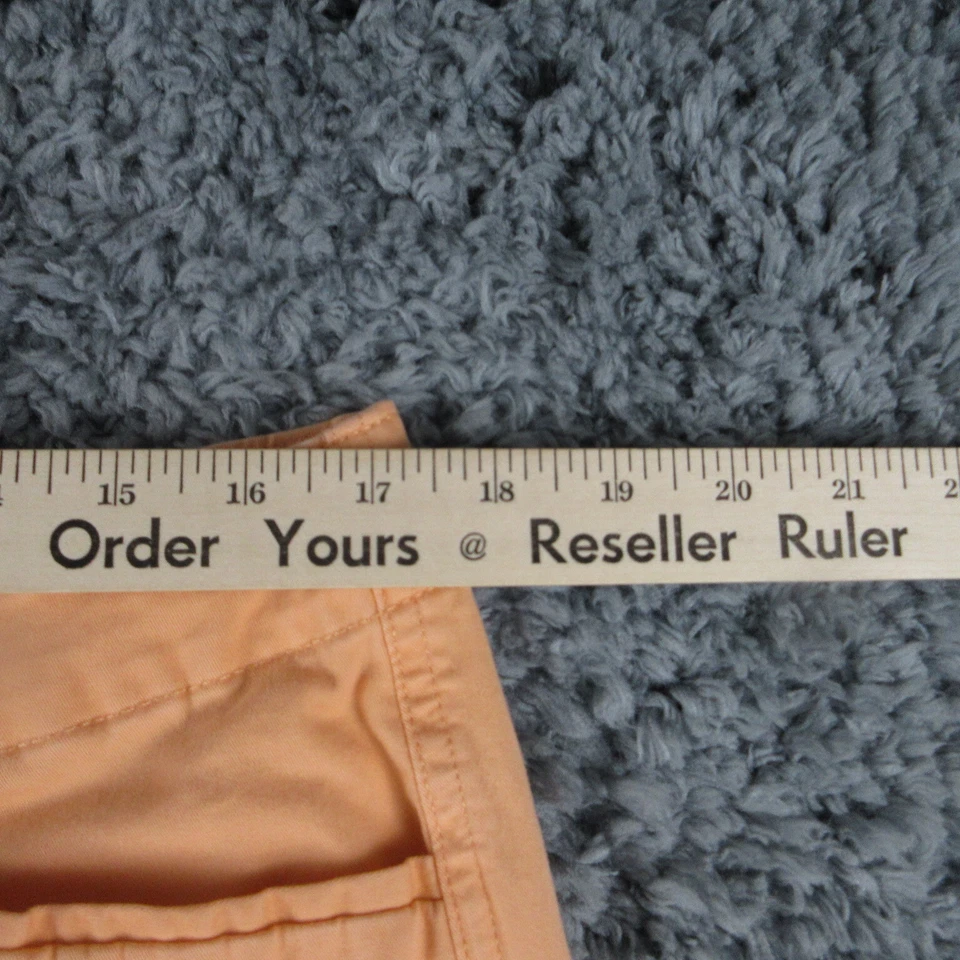 15 16 17 18 19 20 21
Order Yours @ Reseller Ruler